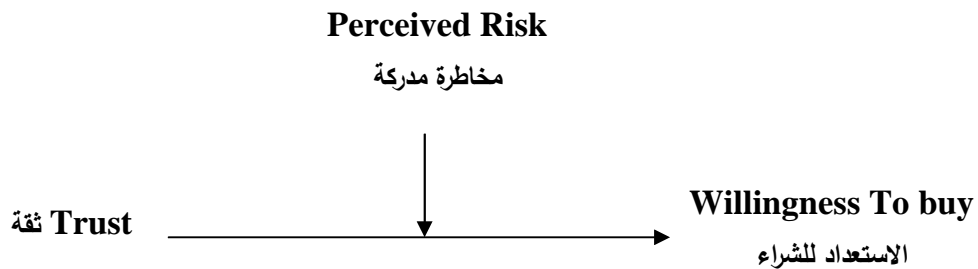 Perceived Risk
مخاطرة مدركة
Trust ثقة
Willingness To buy
الاستعداد للشراء